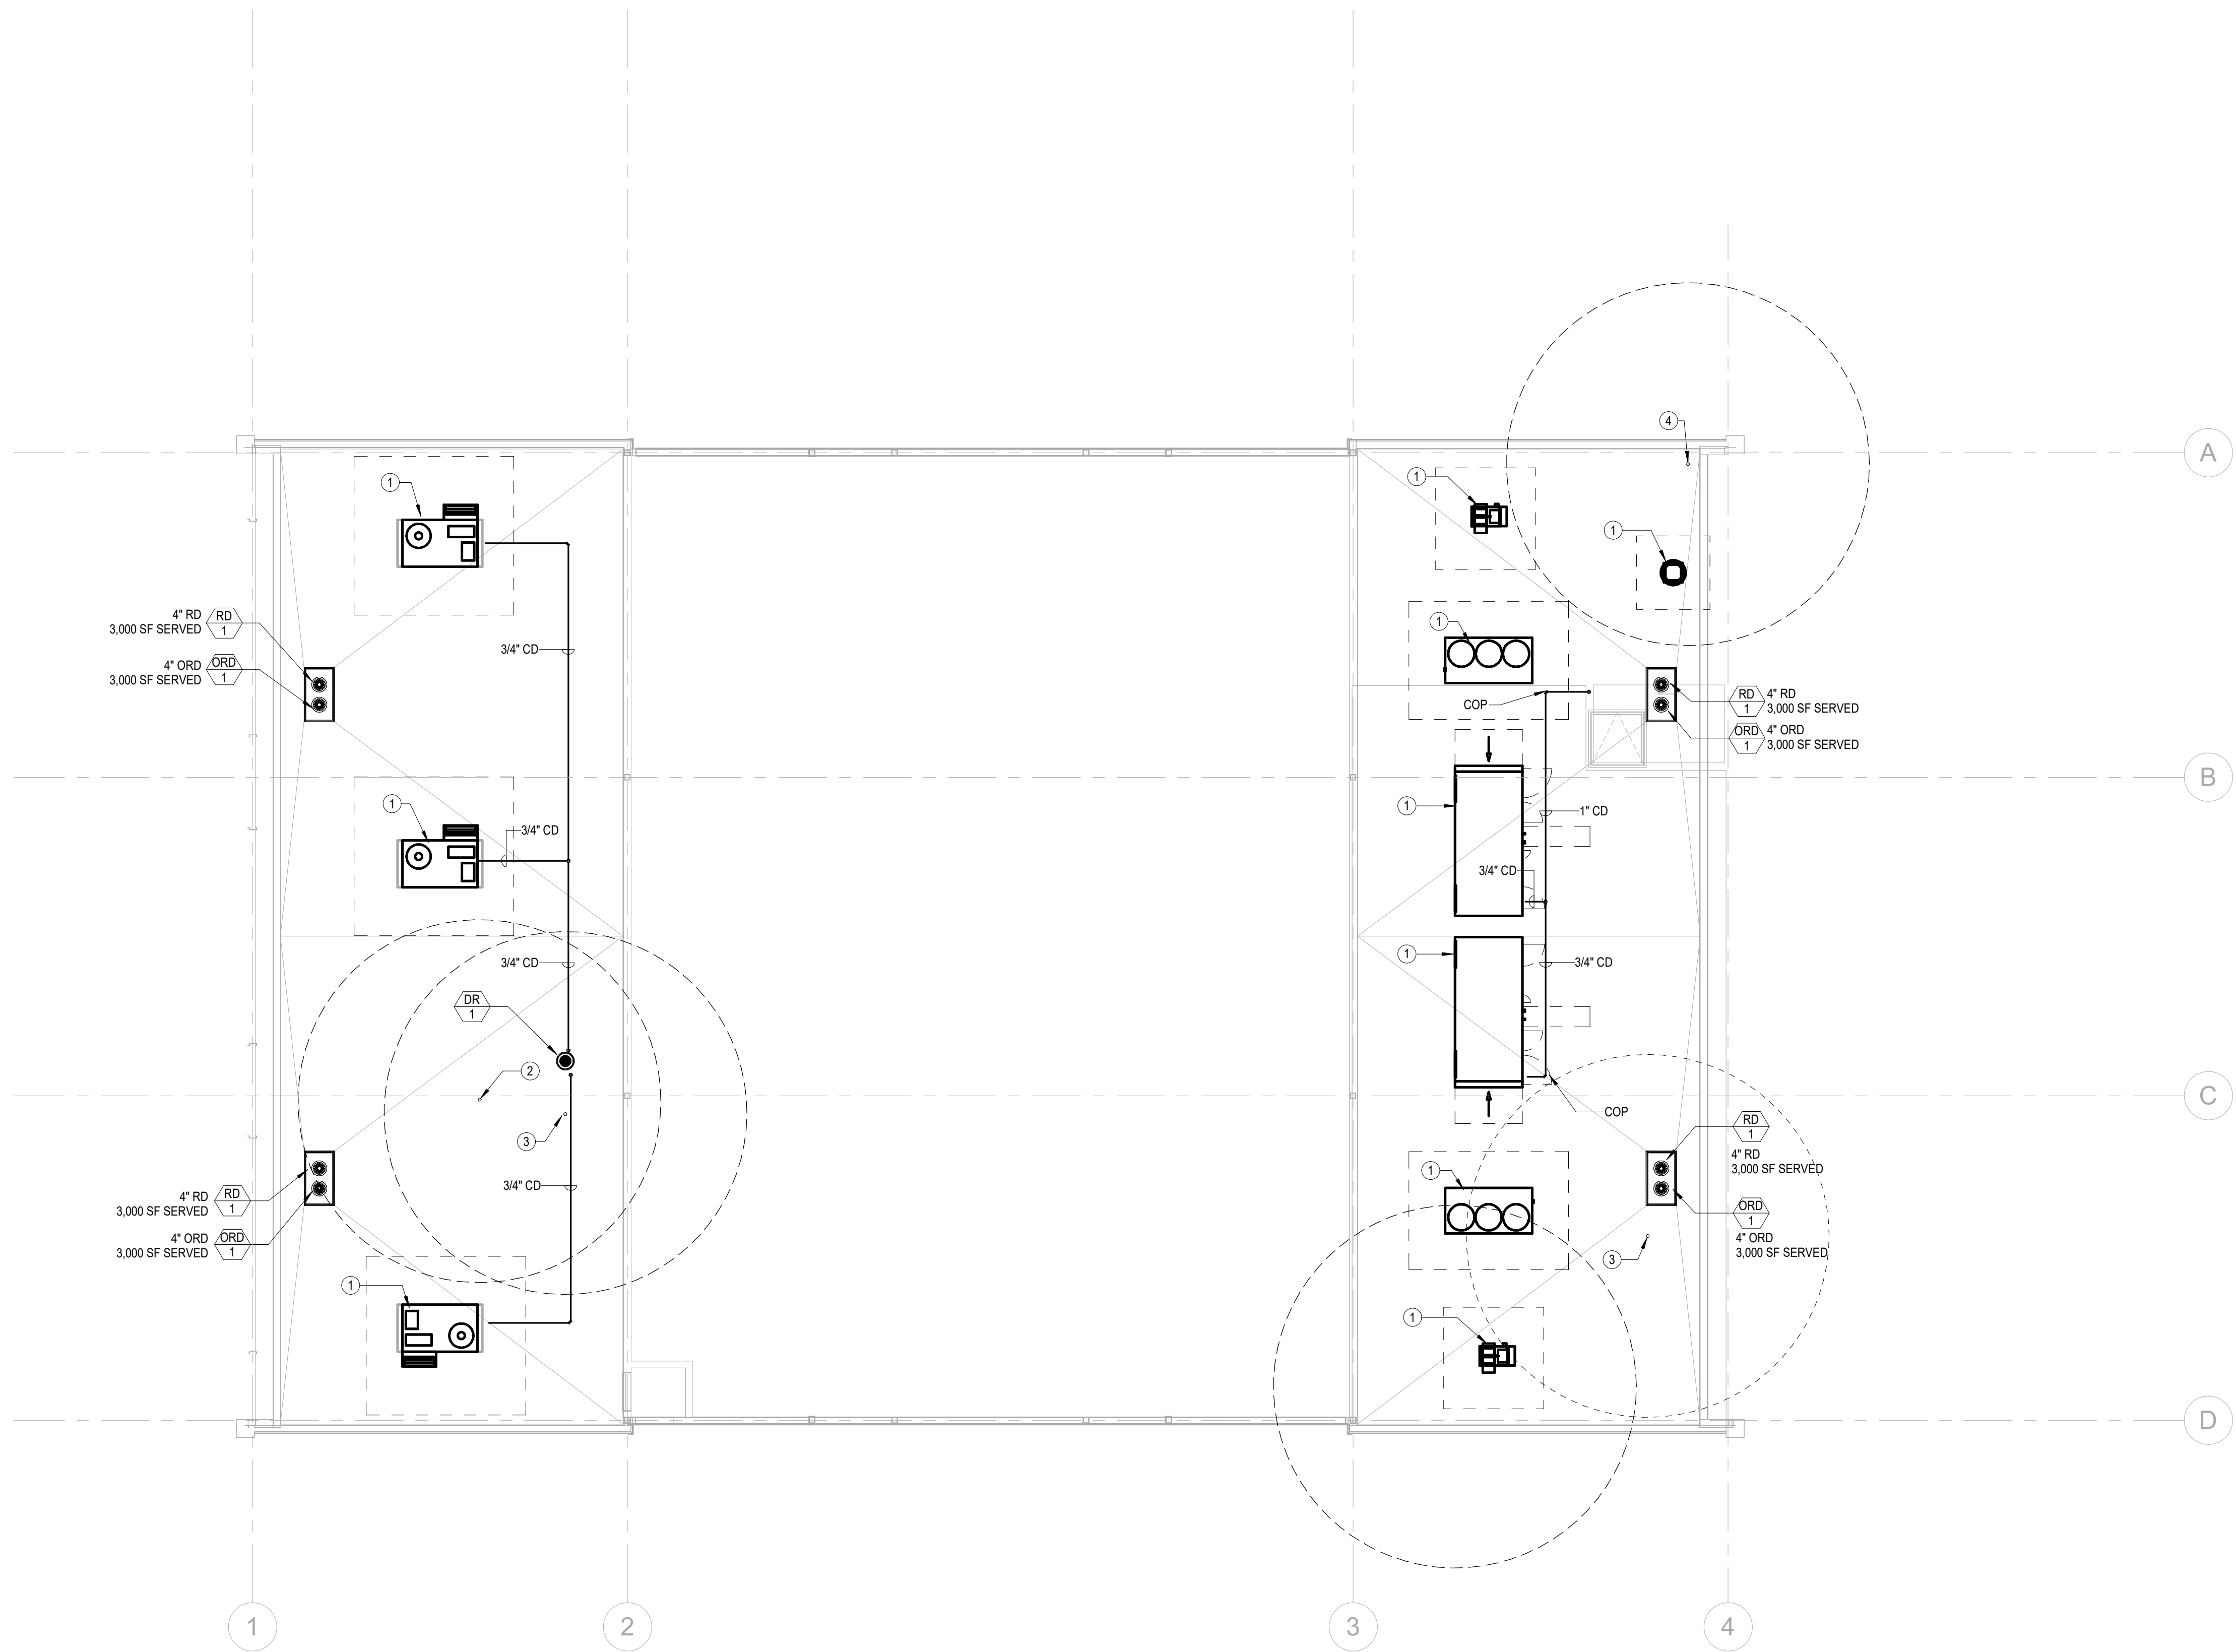 4
A
1
1
1
1
4" RD
3,000 SF SERVED
RD
1
4" ORD
3,000 SF SERVED
ORD
1
1
3/4" CD
COP
RD
1
4" RD
3,000 SF SERVED
ORD
1
4" ORD
3,000 SF SERVED
B
1
3/4" CD
1
1" CD
3/4" CD
1
3/4" CD
3/4" CD
DR
1
2
3
C
COP
RD
1
4" RD
3,000 SF SERVED
1
3/4" CD
4" RD
3,000 SF SERVED
RD
1
ORD
1
4" ORD
3,000 SF SERVED
4" ORD
3,000 SF SERVED
ORD
1
3
1
1
D
1
2
3
4